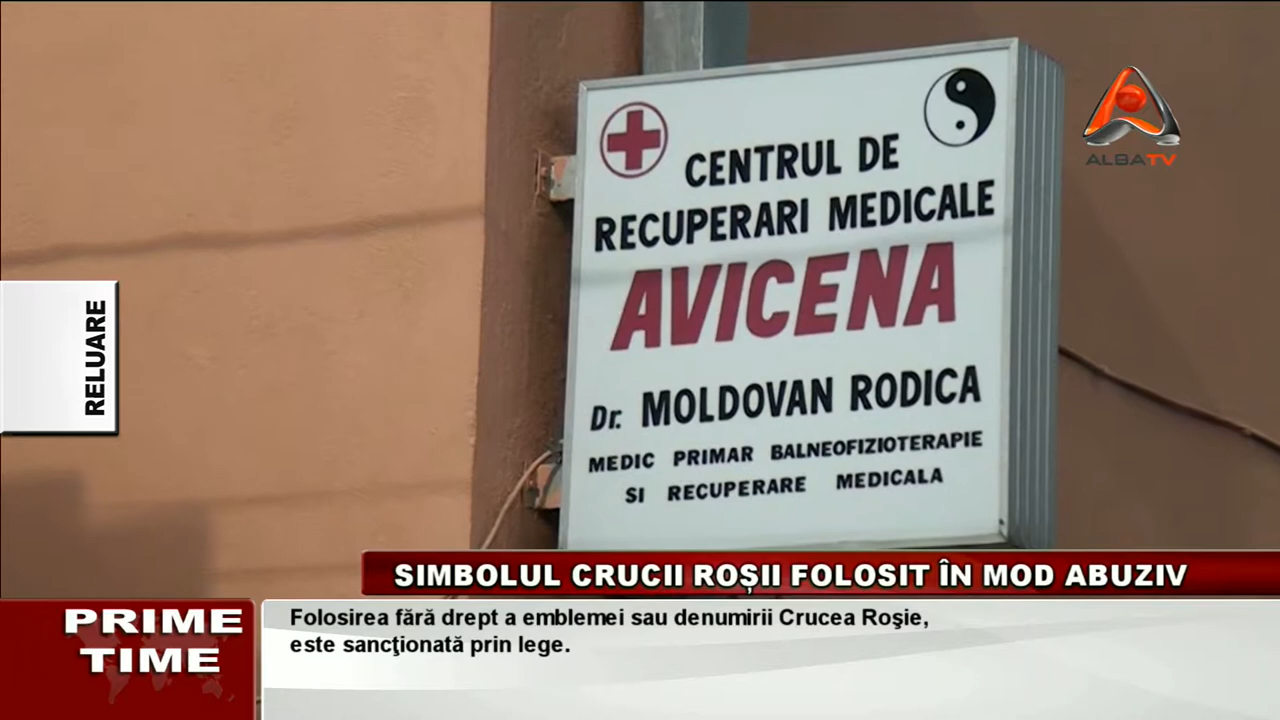 ALBATV
CENTRUL DE
RECUPERARI MEDICALE
AVICENA
Dr. MOLDOVAN RODICA
MEDIC PRIMAR BALNEOFIZIOTERAPIE
SI RECUPERARE MEDICALA
RELUARE
SIMBOLUL CRUCII ROȘII FOLOSIT ÎN MOD ABUZIV
PRIME
TIME
Folosirea fără drept a emblemei sau denumirii Crucea Roşie,
este sancţionată prin lege.